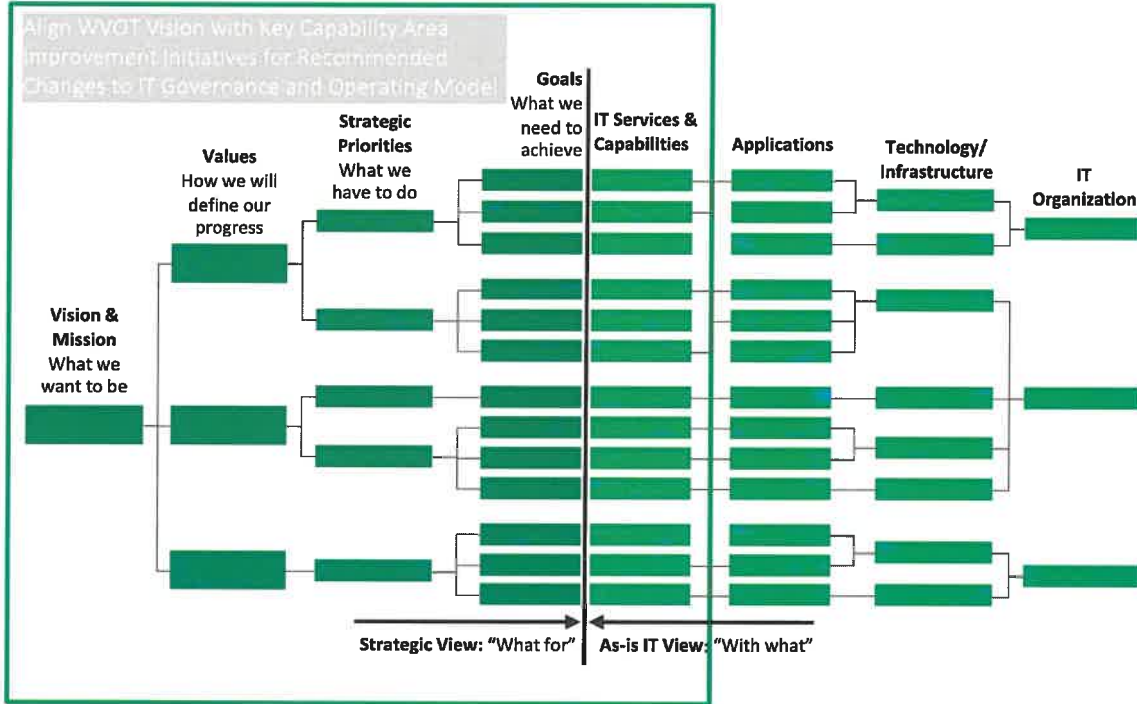 Align WVOT Vision with Key Capability Area
Improvement Initiatives for Recommended
Changes to IT Governance and Operating Model
Goals
What we
need to
achieve
IT Services &
Capabilities
Strategic
Priorities
What we
have to do
Applications
Technology/
Infrastructure
Values
How we will
define our
progress
IT
Organization
Vision &
Mission
What we
want to be
Strategic View: "What for"
As-is IT View: "With what"